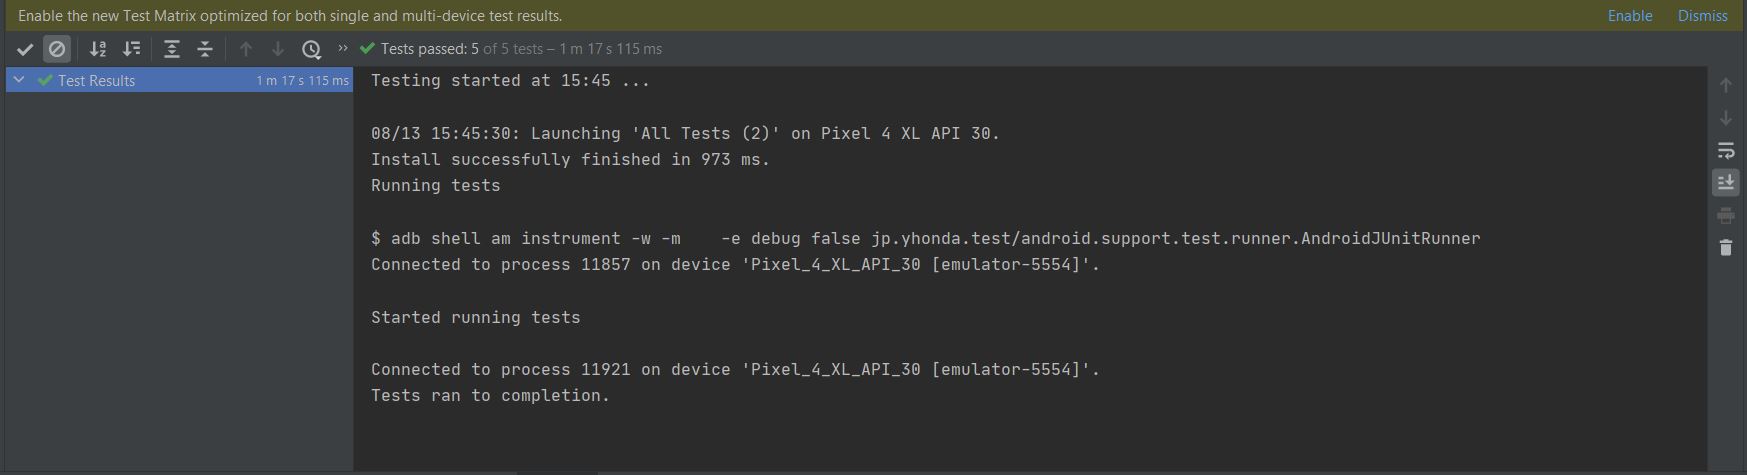 Enable the new Test Matrix optimized for both single and multi-device test results.
Enable
Dismiss
Tests passed: 5 of 5 tests – 1 m 17 s 115 ms
Test Results
1 m 17 s 115 ms
Testing started at 15:45 ...
08/13 15:45:30: Launching 'All Tests (2)' on Pixel 4 XL API 30.
Install successfully finished in 973 ms.
Running tests
$ adb shell am instrument -w -m    -e debug false jp.yhonda.test/android.support.test.runner.AndroidJUnitRunner
Connected to process 11857 on device 'Pixel_4_XL_API_30 [emulator-5554]'.
Started running tests
Connected to process 11921 on device 'Pixel_4_XL_API_30 [emulator-5554]'.
Tests ran to completion.